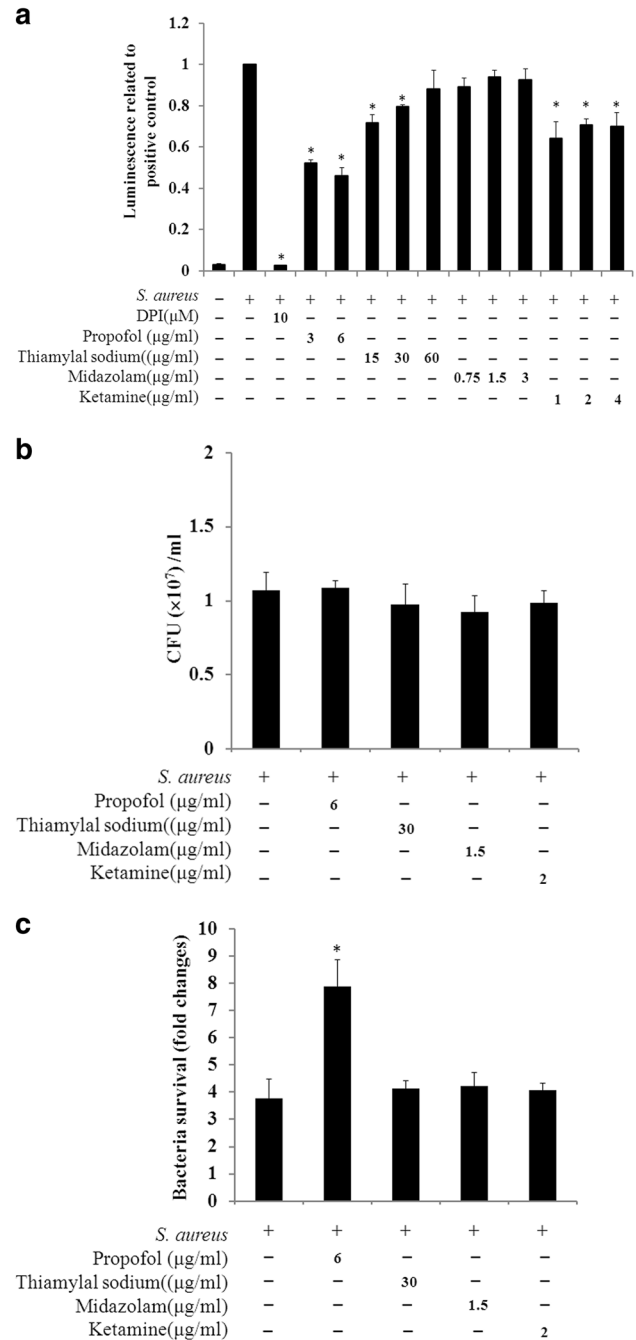 a
Luminescence related to
positive control
1.2
1
0.8
0.6
0.4
0.2
0
* * * * * * * *
S. aureus – + + + + + + + + + + + + +
DPI(μM) – – 10 – – – – – – – – – – –
Propofol (μg/ml) – – – 3 6 – – – – – – – – –
Thiamylal sodium((μg/ml) – – – – – 15 30 60 – – – – – –
Midazolam(μg/ml) – – – – – – – – 0.75 1.5 3 – – –
Ketamine(μg/ml) – – – – – – – – – – – 1 2 4
b
CFU (×10⁷) /ml
2
1.5
1
0.5
0
S. aureus + + + + +
Propofol (μg/ml) – 6 – – –
Thiamylal sodium((μg/ml) – – 30 – –
Midazolam(μg/ml) – – – 1.5 –
Ketamine(μg/ml) – – – – 2
c
Bacteria survival (fold changes)
10
9
8
7
6
5
4
3
2
1
0
*
S. aureus + + + + +
Propofol (μg/ml) – 6 – – –
Thiamylal sodium((μg/ml) – – 30 – –
Midazolam(μg/ml) – – – 1.5 –
Ketamine(μg/ml) – – – – 2